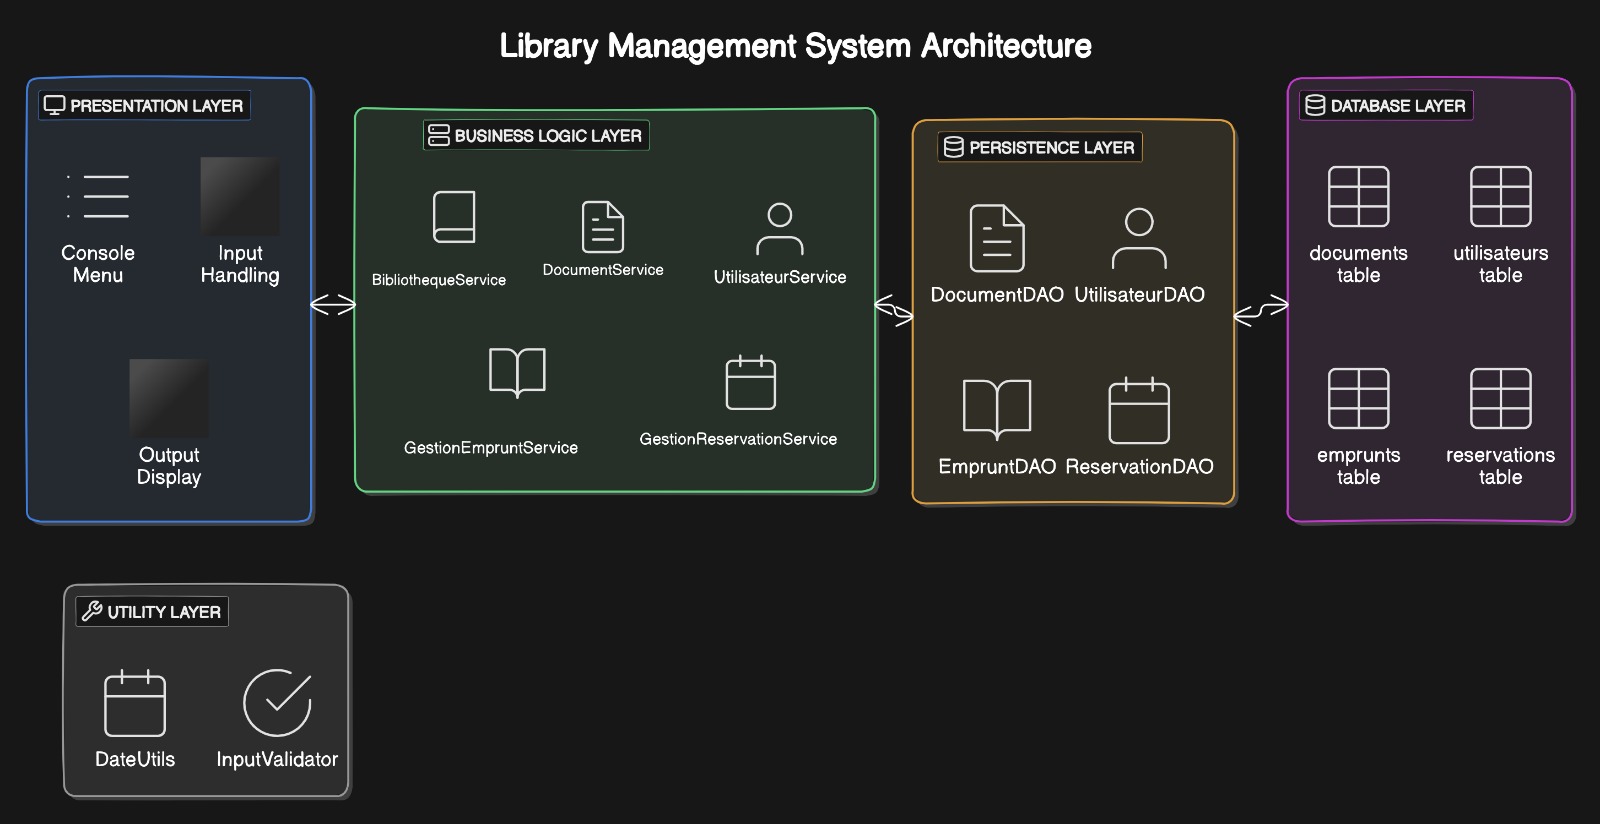 Library Management System Architecture
PRESENTATION LAYER
Console
Menu
Input
Handling
Output
Display
BUSINESS LOGIC LAYER
BibliothequeService
DocumentService
UtilisateurService
GestionEmpruntService
GestionReservationService
PERSISTENCE LAYER
DocumentDAO
UtilisateurDAO
EmpruntDAO
ReservationDAO
DATABASE LAYER
documents
table
utilisateurs
table
emprunts
table
reservations
table
UTILITY LAYER
DateUtils
InputValidator